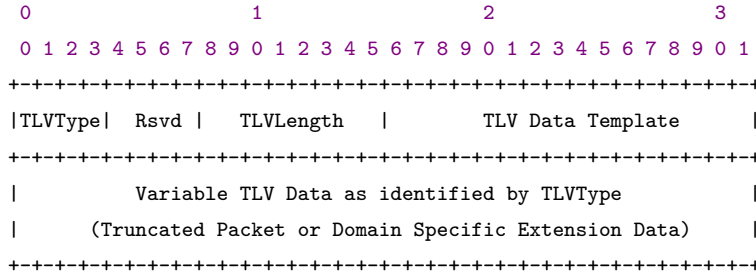 0                   1                   2                   3
0 1 2 3 4 5 6 7 8 9 0 1 2 3 4 5 6 7 8 9 0 1 2 3 4 5 6 7 8 9 0 1
+-+-+-+-+-+-+-+-+-+-+-+-+-+-+-+-+-+-+-+-+-+-+-+-+-+-+-+-+-+-+-+-
|TLVType|  Rsvd |   TLVLength   |        TLV Data Template      |
+-+-+-+-+-+-+-+-+-+-+-+-+-+-+-+-+-+-+-+-+-+-+-+-+-+-+-+-+-+-+-+-
|          Variable TLV Data as identified by TLVType           |
|      (Truncated Packet or Domain Specific Extension Data)     |
+-+-+-+-+-+-+-+-+-+-+-+-+-+-+-+-+-+-+-+-+-+-+-+-+-+-+-+-+-+-+-+-